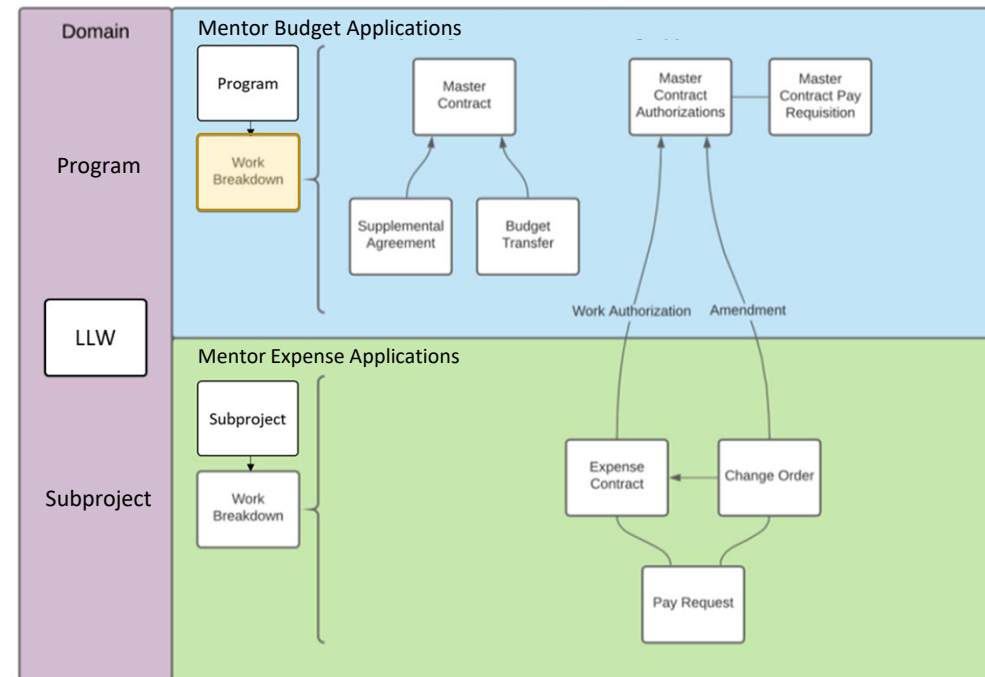 Domain
Program
LLW
Subproject
Mentor Budget Applications
Program
Work
Breakdown
Master
Contract
Supplemental
Agreement
Budget
Transfer
Master
Contract
Authorizations
Master
Contract Pay
Requisition
Work Authorization
Amendment
Mentor Expense Applications
Subproject
Work
Breakdown
Expense
Contract
Change Order
Pay Request